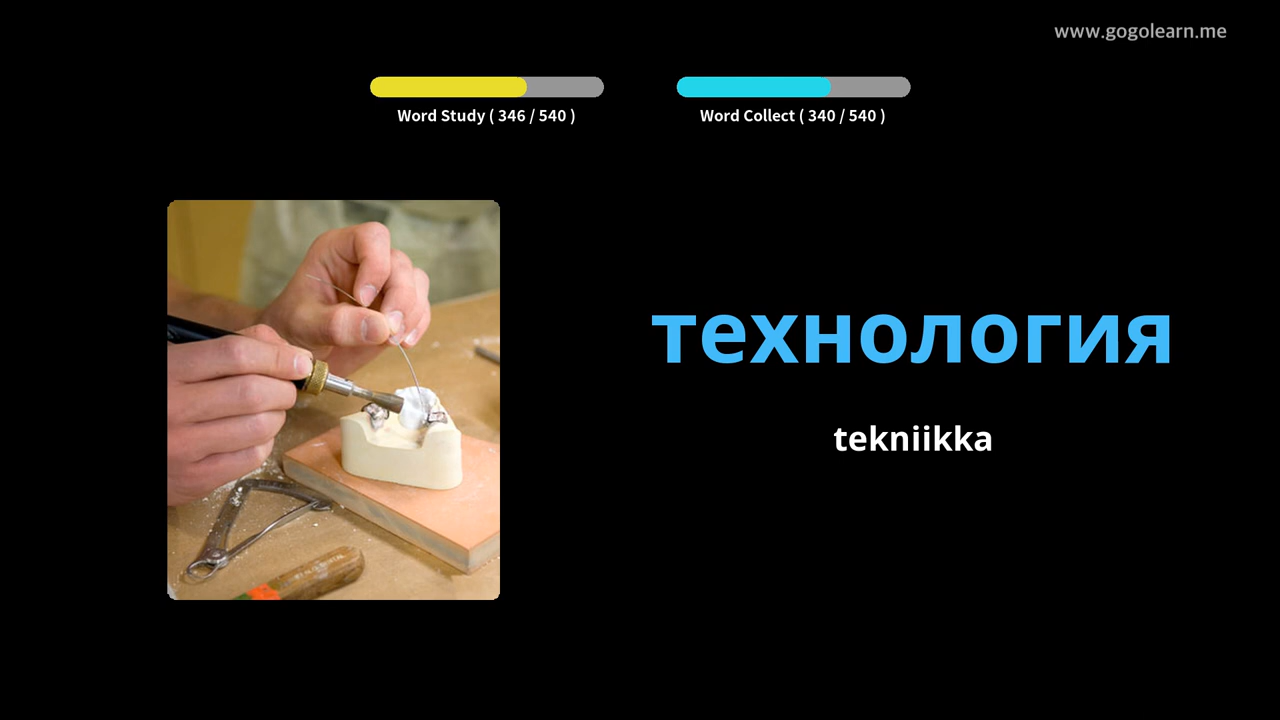 www.gogolearn.me
Word Study ( 346 / 540 )
Word Collect ( 340 / 540 )
технология
tekniikka